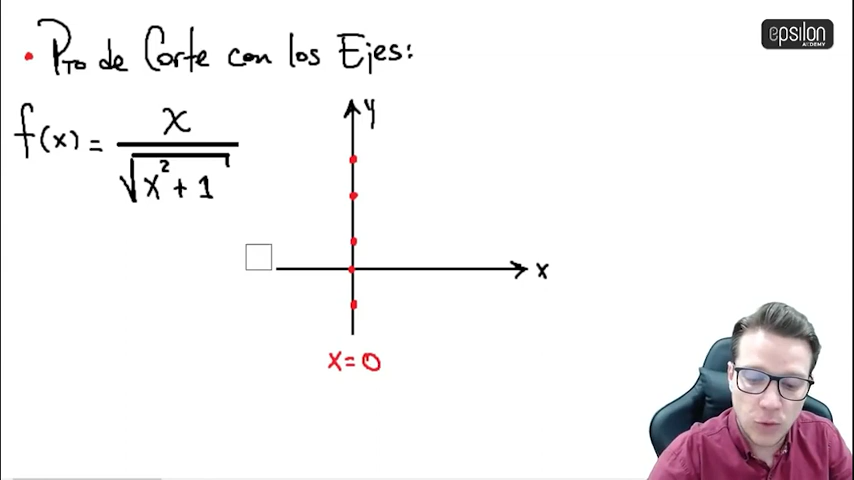 • Pto de Corte con los Ejes:
epsilon
ACADEMY
f(x) = x / √(x² + 1)
y
x
x = 0